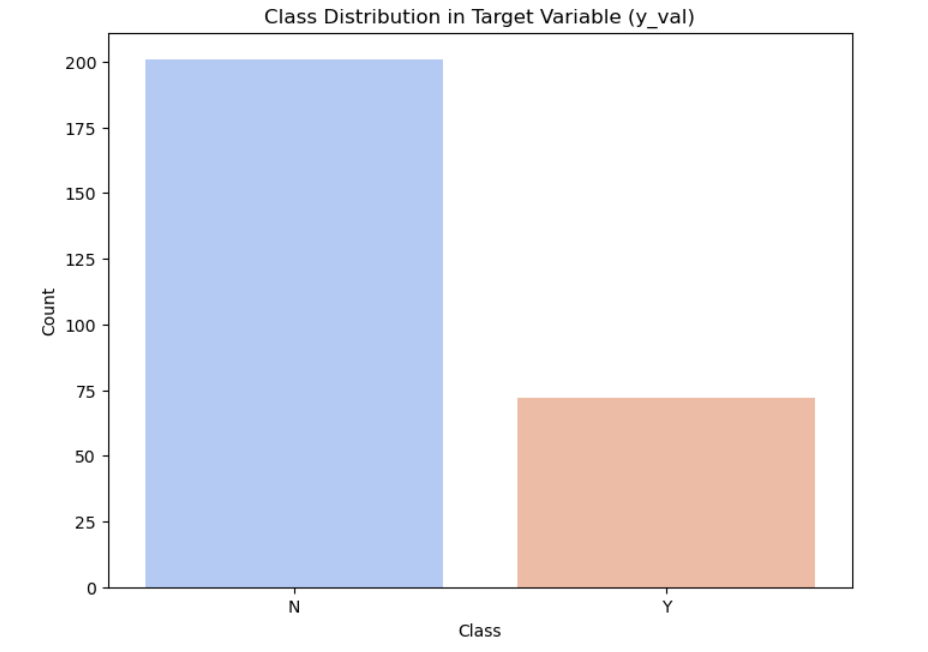 Class Distribution in Target Variable (y_val)
200
175
150
125
100
75
50
25
0
Count
N
Y
Class